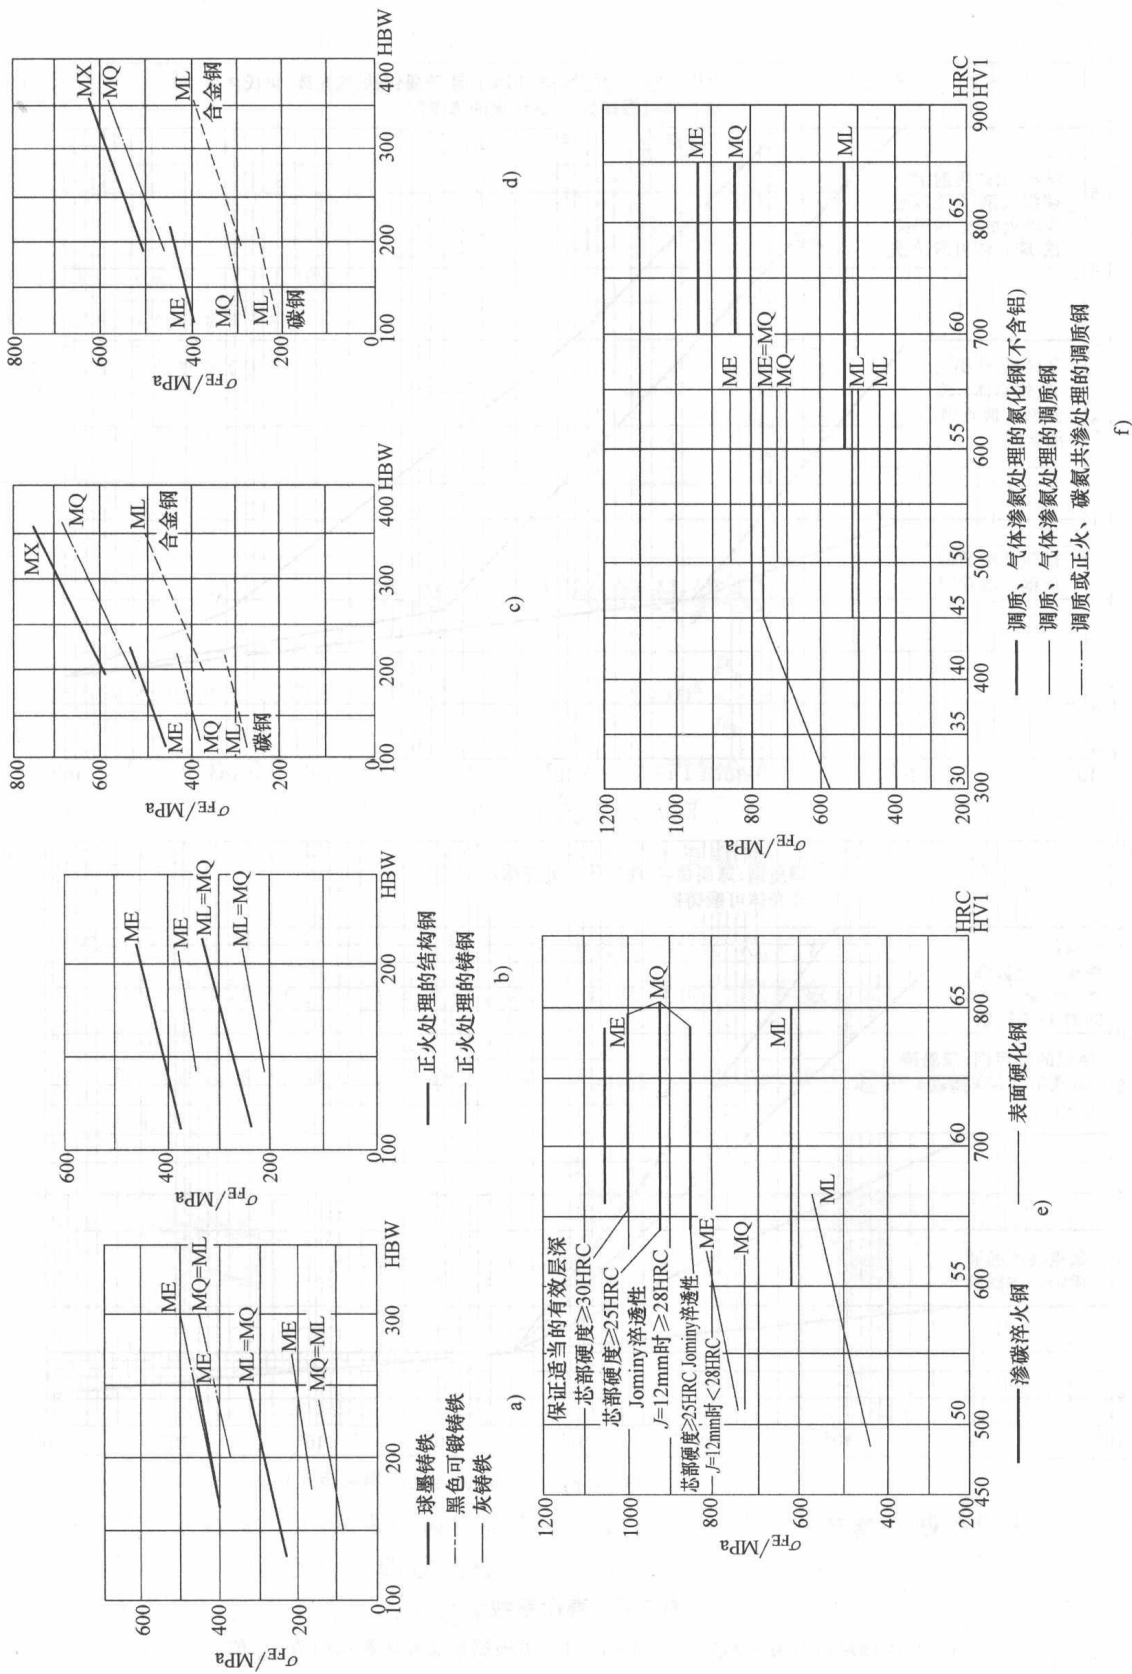 σFE/MPa
600
400
200
0
100
200
300
HBW
ME
MQ=ML
ME
ML=MQ
ME
MQ=ML
球墨铸铁
黑色可锻铸铁
灰铸铁
a)
σFE/MPa
600
400
200
0
100
200
HBW
ME
ME
ML=MQ
ML=MQ
正火处理的结构钢
正火处理的铸钢
b)
σFE/MPa
800
600
400
200
0
100
200
300
400 HBW
MX
MQ
ML
合金钢
ME
MQ
ML
碳钢
c)
σFE/MPa
800
600
400
200
0
100
200
300
400 HBW
MX
MQ
ML
合金钢
ME
MQ
ML
碳钢
d)
σFE/MPa
1200
1000
800
600
400
200
保证适当的有效层深
芯部硬度≥30HRC
芯部硬度≥25HRC
Jominy淬透性
J=12mm时≥28HRC
芯部硬度≥25HRC Jominy淬透性
J=12mm时<28HRC
ME
MQ
ML
ME
MQ
ML
50 55 60 65 HRC
450 500 600 700 800 HV1
渗碳淬火钢
表面硬化钢
e)
σFE/MPa
1200
1000
800
600
400
200
ME
MQ
ML
ME
ME=MQ
MQ
ML
ML
30 35 40 45 50 55 60 65 HRC
300 400 500 600 700 800 900 HV1
调质、气体渗氮处理的氮化钢(不含铝)
调质、气体渗氮处理的调质钢
调质或正火、碳氮共渗处理的调质钢
f)